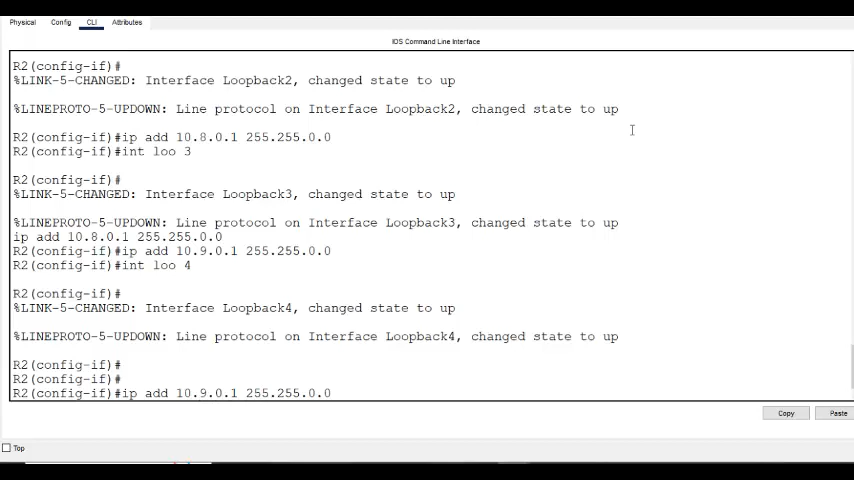 Physical Config CLI Attributes
IOS Command Line Interface
R2(config-if)#
%LINK-5-CHANGED: Interface Loopback2, changed state to up
%LINEPROTO-5-UPDOWN: Line protocol on Interface Loopback2, changed state to up
R2(config-if)#ip add 10.8.0.1 255.255.0.0
R2(config-if)#int loo 3
R2(config-if)#
%LINK-5-CHANGED: Interface Loopback3, changed state to up
%LINEPROTO-5-UPDOWN: Line protocol on Interface Loopback3, changed state to up
ip add 10.8.0.1 255.255.0.0
R2(config-if)#ip add 10.9.0.1 255.255.0.0
R2(config-if)#int loo 4
R2(config-if)#
%LINK-5-CHANGED: Interface Loopback4, changed state to up
%LINEPROTO-5-UPDOWN: Line protocol on Interface Loopback4, changed state to up
R2(config-if)#
R2(config-if)#
R2(config-if)#ip add 10.9.0.1 255.255.0.0
Copy Paste
Top